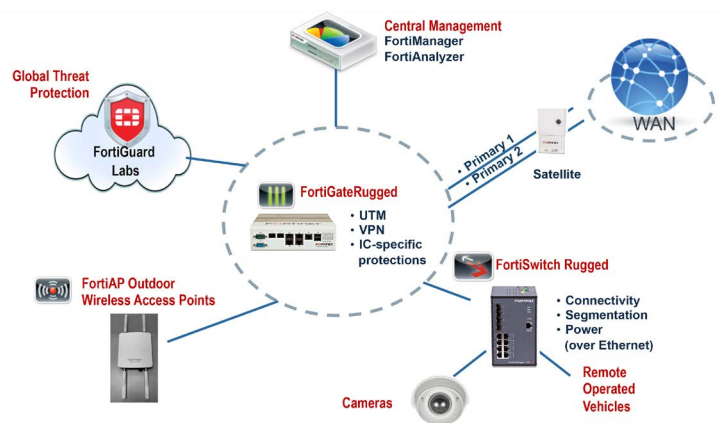 Central Management
FortiManager
FortiAnalyzer
Global Threat
Protection
FortiGuard
Labs
WAN
• Primary 1
• Primary 2
Satellite
FortiGateRugged
FORTINET
• UTM
• VPN
• IC-specific
protections
FortiSwitch Rugged
FortiAP Outdoor
Wireless Access Points
• Connectivity
• Segmentation
• Power
(over Ethernet)
Cameras
Remote
Operated
Vehicles